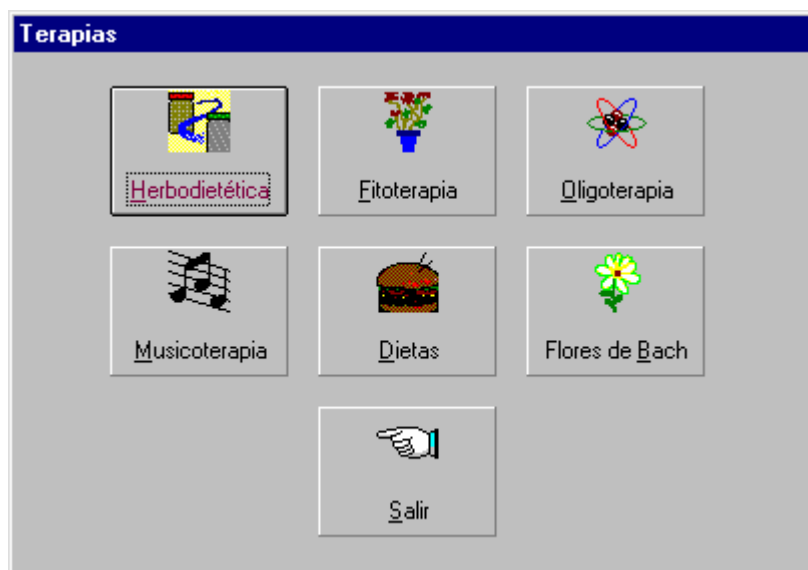 Terapias
Herbodietética
Fitoterapia
Oligoterapia
Musicoterapia
Dietas
Flores de Bach
Salir